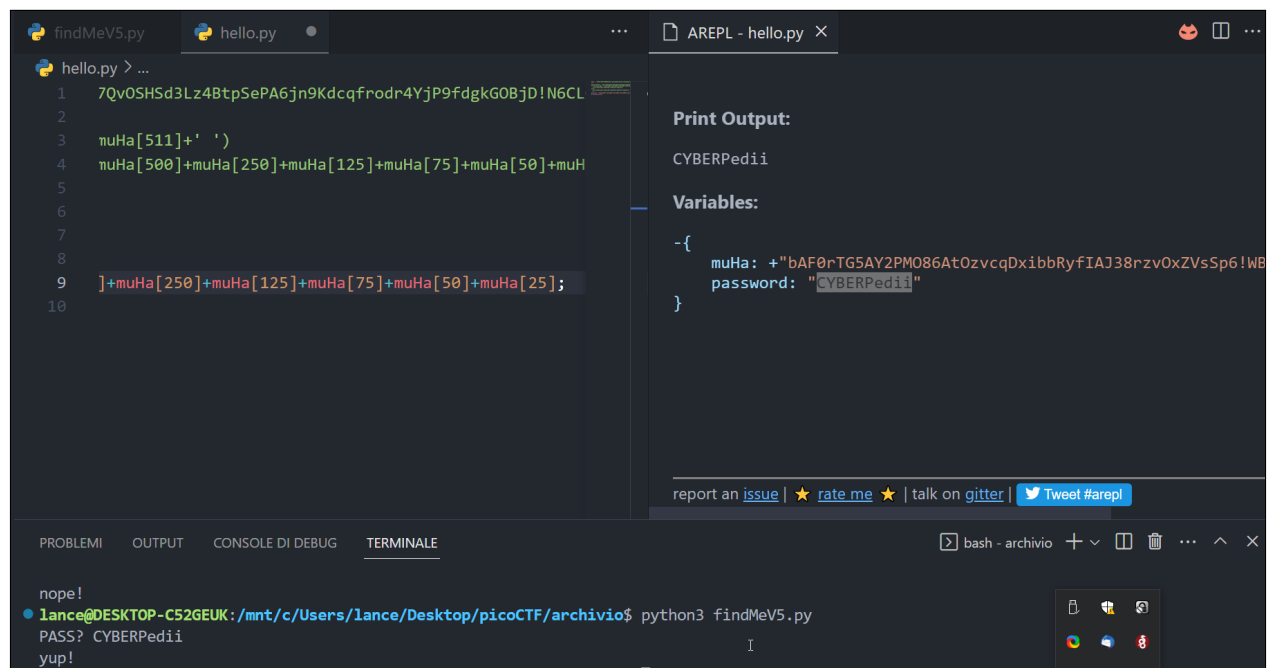 findMeV5.py
hello.py
AREPL - hello.py
hello.py > ...
1 7QvOSHSd3Lz4BtpSePA6jn9Kdcqfrodr4YjP9fdgkGOBjD!N6CL
2
3 muHa[511]+' ')
4 muHa[500]+muHa[250]+muHa[125]+muHa[75]+muHa[50]+muH
5
6
7
8
9 ]+muHa[250]+muHa[125]+muHa[75]+muHa[50]+muHa[25];
10
Print Output:
CYBERPedii
Variables:
-{
muHa: +"bAF0rTG5AY2PMO86AtOzvcqDxibbRyfIAJ38rzvOxZVsSp6!WB
password: "CYBERPedii"
}
report an issue | ⭐ rate me ⭐ | talk on gitter | Tweet #arepl
PROBLEMI OUTPUT CONSOLE DI DEBUG TERMINALE
bash - archivio
nope!
lance@DESKTOP-C52GEUK:/mnt/c/Users/lance/Desktop/picoCTF/archivio$ python3 findMeV5.py
PASS? CYBERPedii
yup!